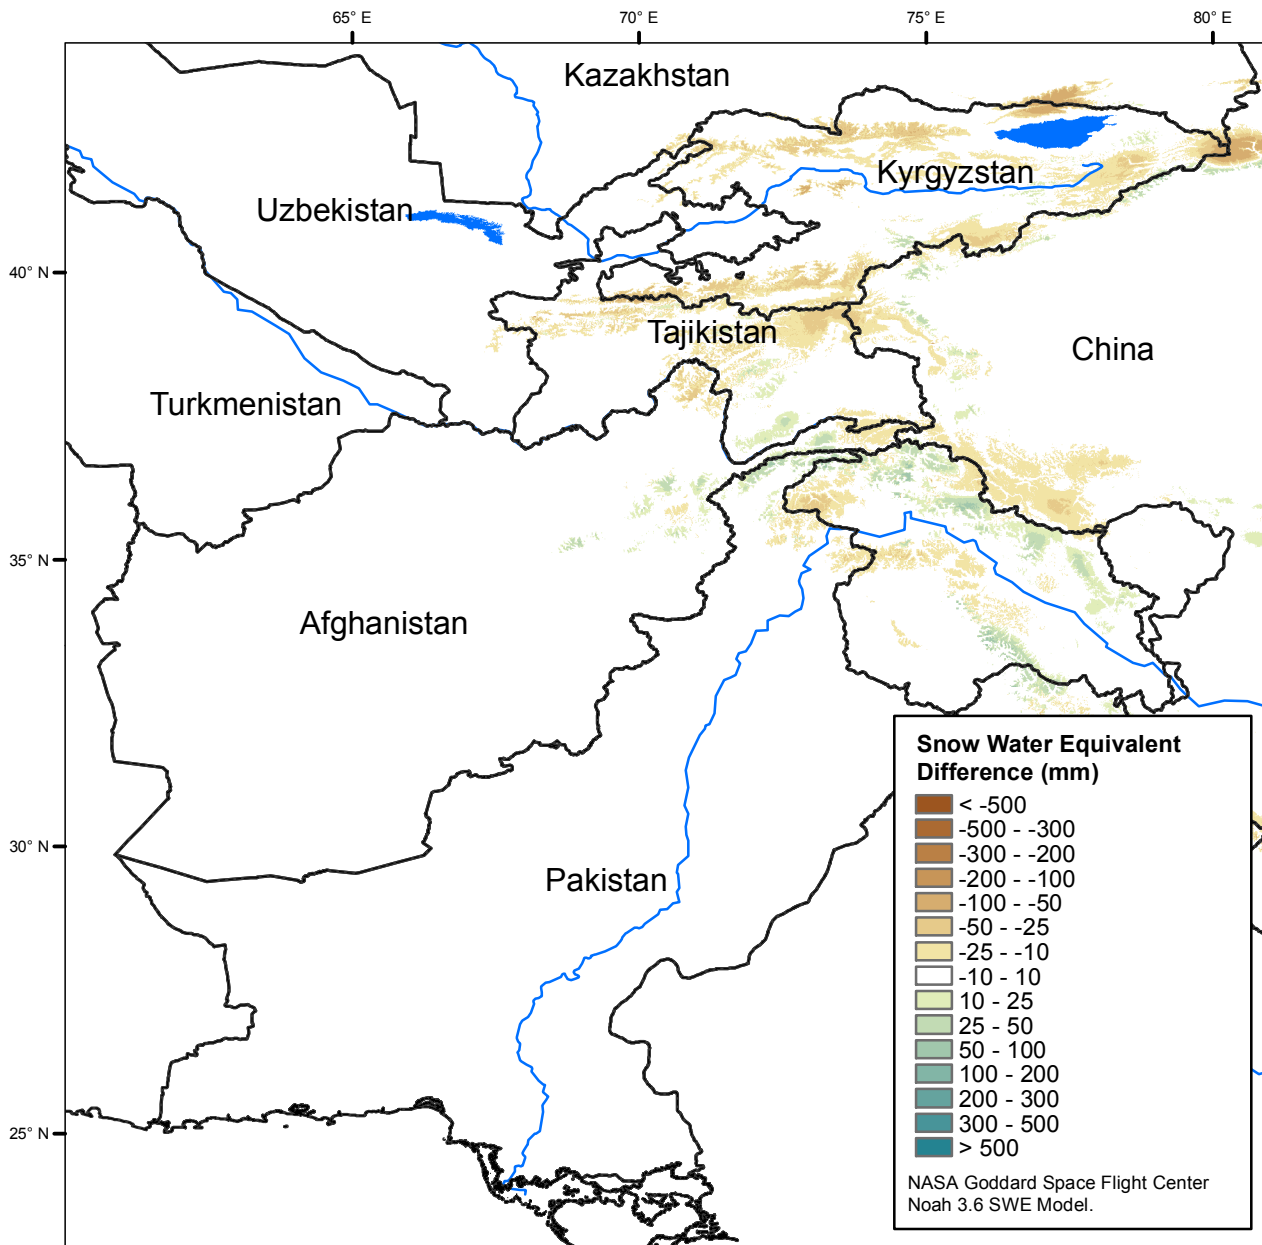 65° E
70° E
75° E
80° E
Kazakhstan
Kyrgyzstan
Uzbekistan
40° N
Tajikistan
China
Turkmenistan
35° N
Afghanistan
Snow Water Equivalent
Difference (mm)
< -500
-500 - -300
-300 - -200
-200 - -100
-100 - -50
-50 - -25
-25 - -10
-10 - 10
10 - 25
25 - 50
50 - 100
100 - 200
200 - 300
300 - 500
> 500
30° N
Pakistan
25° N
NASA Goddard Space Flight Center
Noah 3.6 SWE Model.